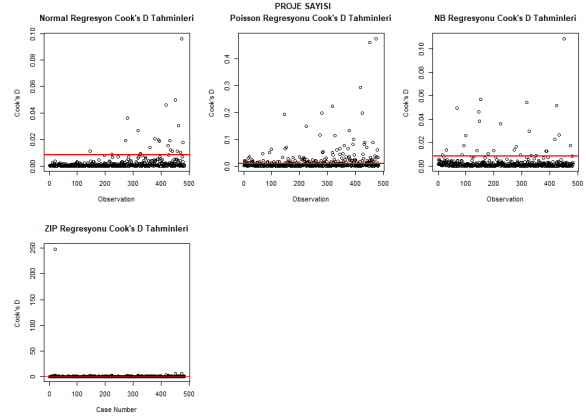 PROJE SAYISI
Normal Regresyon Cook's D Tahminleri
Cook's D
0.00 0.02 0.04 0.06 0.08 0.10
0 100 200 300 400 500
Observation
Poisson Regresyonu Cook's D Tahminleri
Cook's D
0.0 0.1 0.2 0.3 0.4
0 100 200 300 400 500
Observation
NB Regresyonu Cook's D Tahminleri
Cook's D
0.00 0.02 0.04 0.06 0.08 0.10
0 100 200 300 400 500
Observation
ZIP Regresyonu Cook's D Tahminleri
Cook's D
0 50 100 150 200 250
0 100 200 300 400 500
Case Number